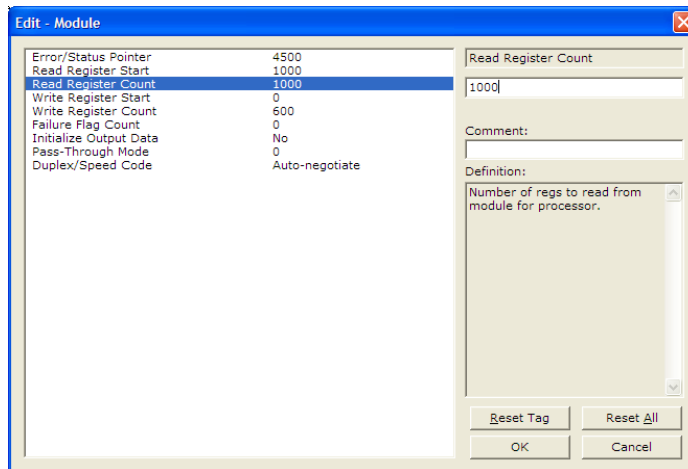 Edit - Module
Error/Status Pointer 4500
Read Register Start 1000
Read Register Count 1000
Write Register Start 0
Write Register Count 600
Failure Flag Count 0
Initialize Output Data No
Pass-Through Mode 0
Duplex/Speed Code Auto-negotiate
Read Register Count
1000
Comment:
Definition:
Number of regs to read from
module for processor.
Reset Tag Reset All
OK Cancel